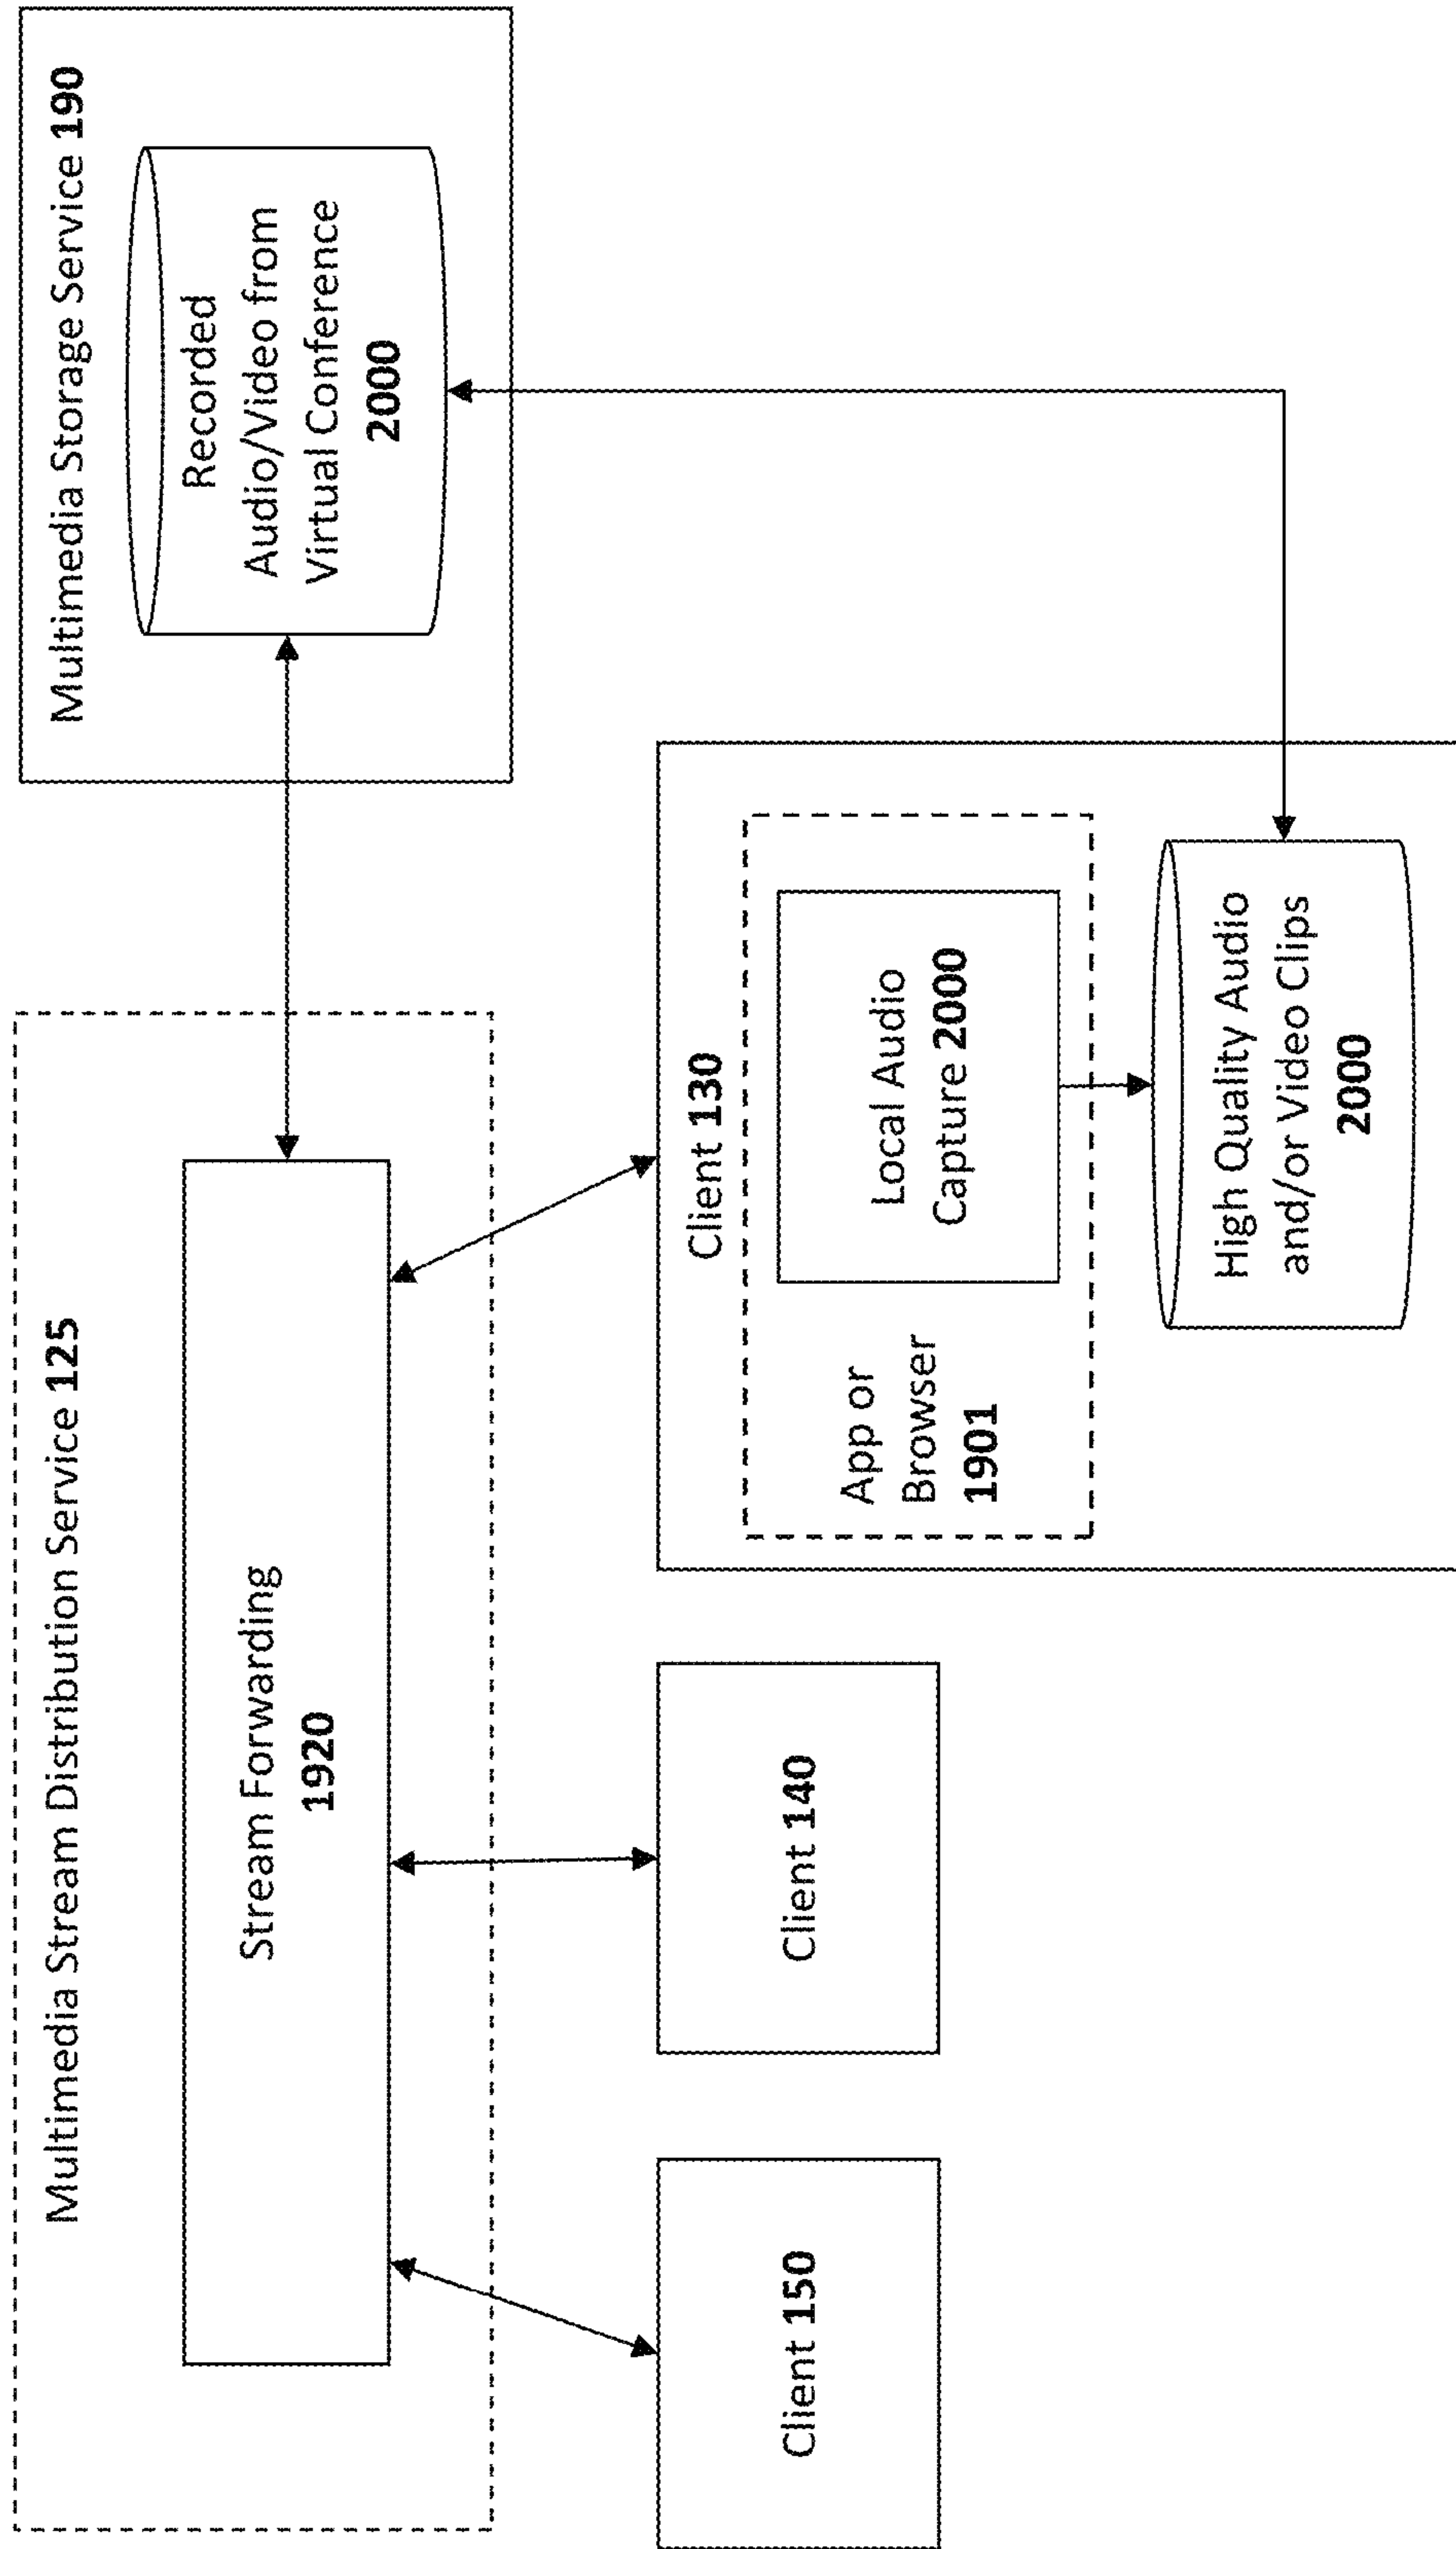 Multimedia Stream Distribution Service 125
Stream Forwarding
1920
Multimedia Storage Service 190
Recorded
Audio/Video from
Virtual Conference
2000
Client 150
Client 140
Client 130
App or
Browser
1901
Local Audio
Capture 2000
High Quality Audio
and/or Video Clips
2000